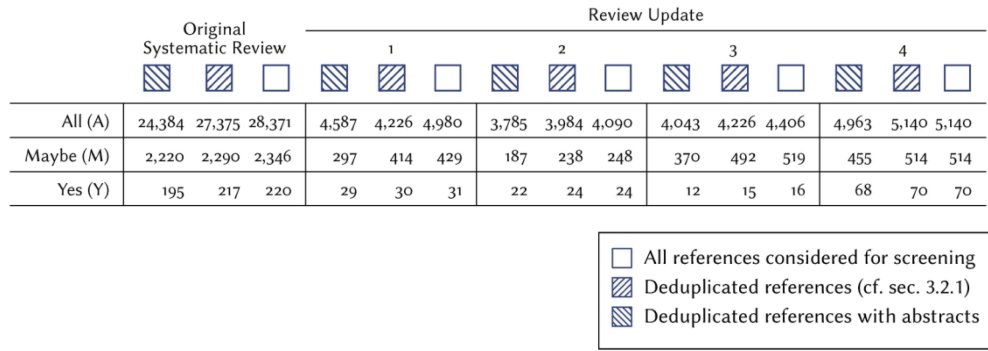 Review Update
Original
Systematic Review
1 2 3 4
All (A) 24,384 27,375 28,371 4,587 4,226 4,980 3,785 3,984 4,090 4,043 4,226 4,406 4,963 5,140 5,140
Maybe (M) 2,220 2,290 2,346 297 414 429 187 238 248 370 492 519 455 514 514
Yes (Y) 195 217 220 29 30 31 22 24 24 12 15 16 68 70 70
All references considered for screening
Deduplicated references (cf. sec. 3.2.1)
Deduplicated references with abstracts